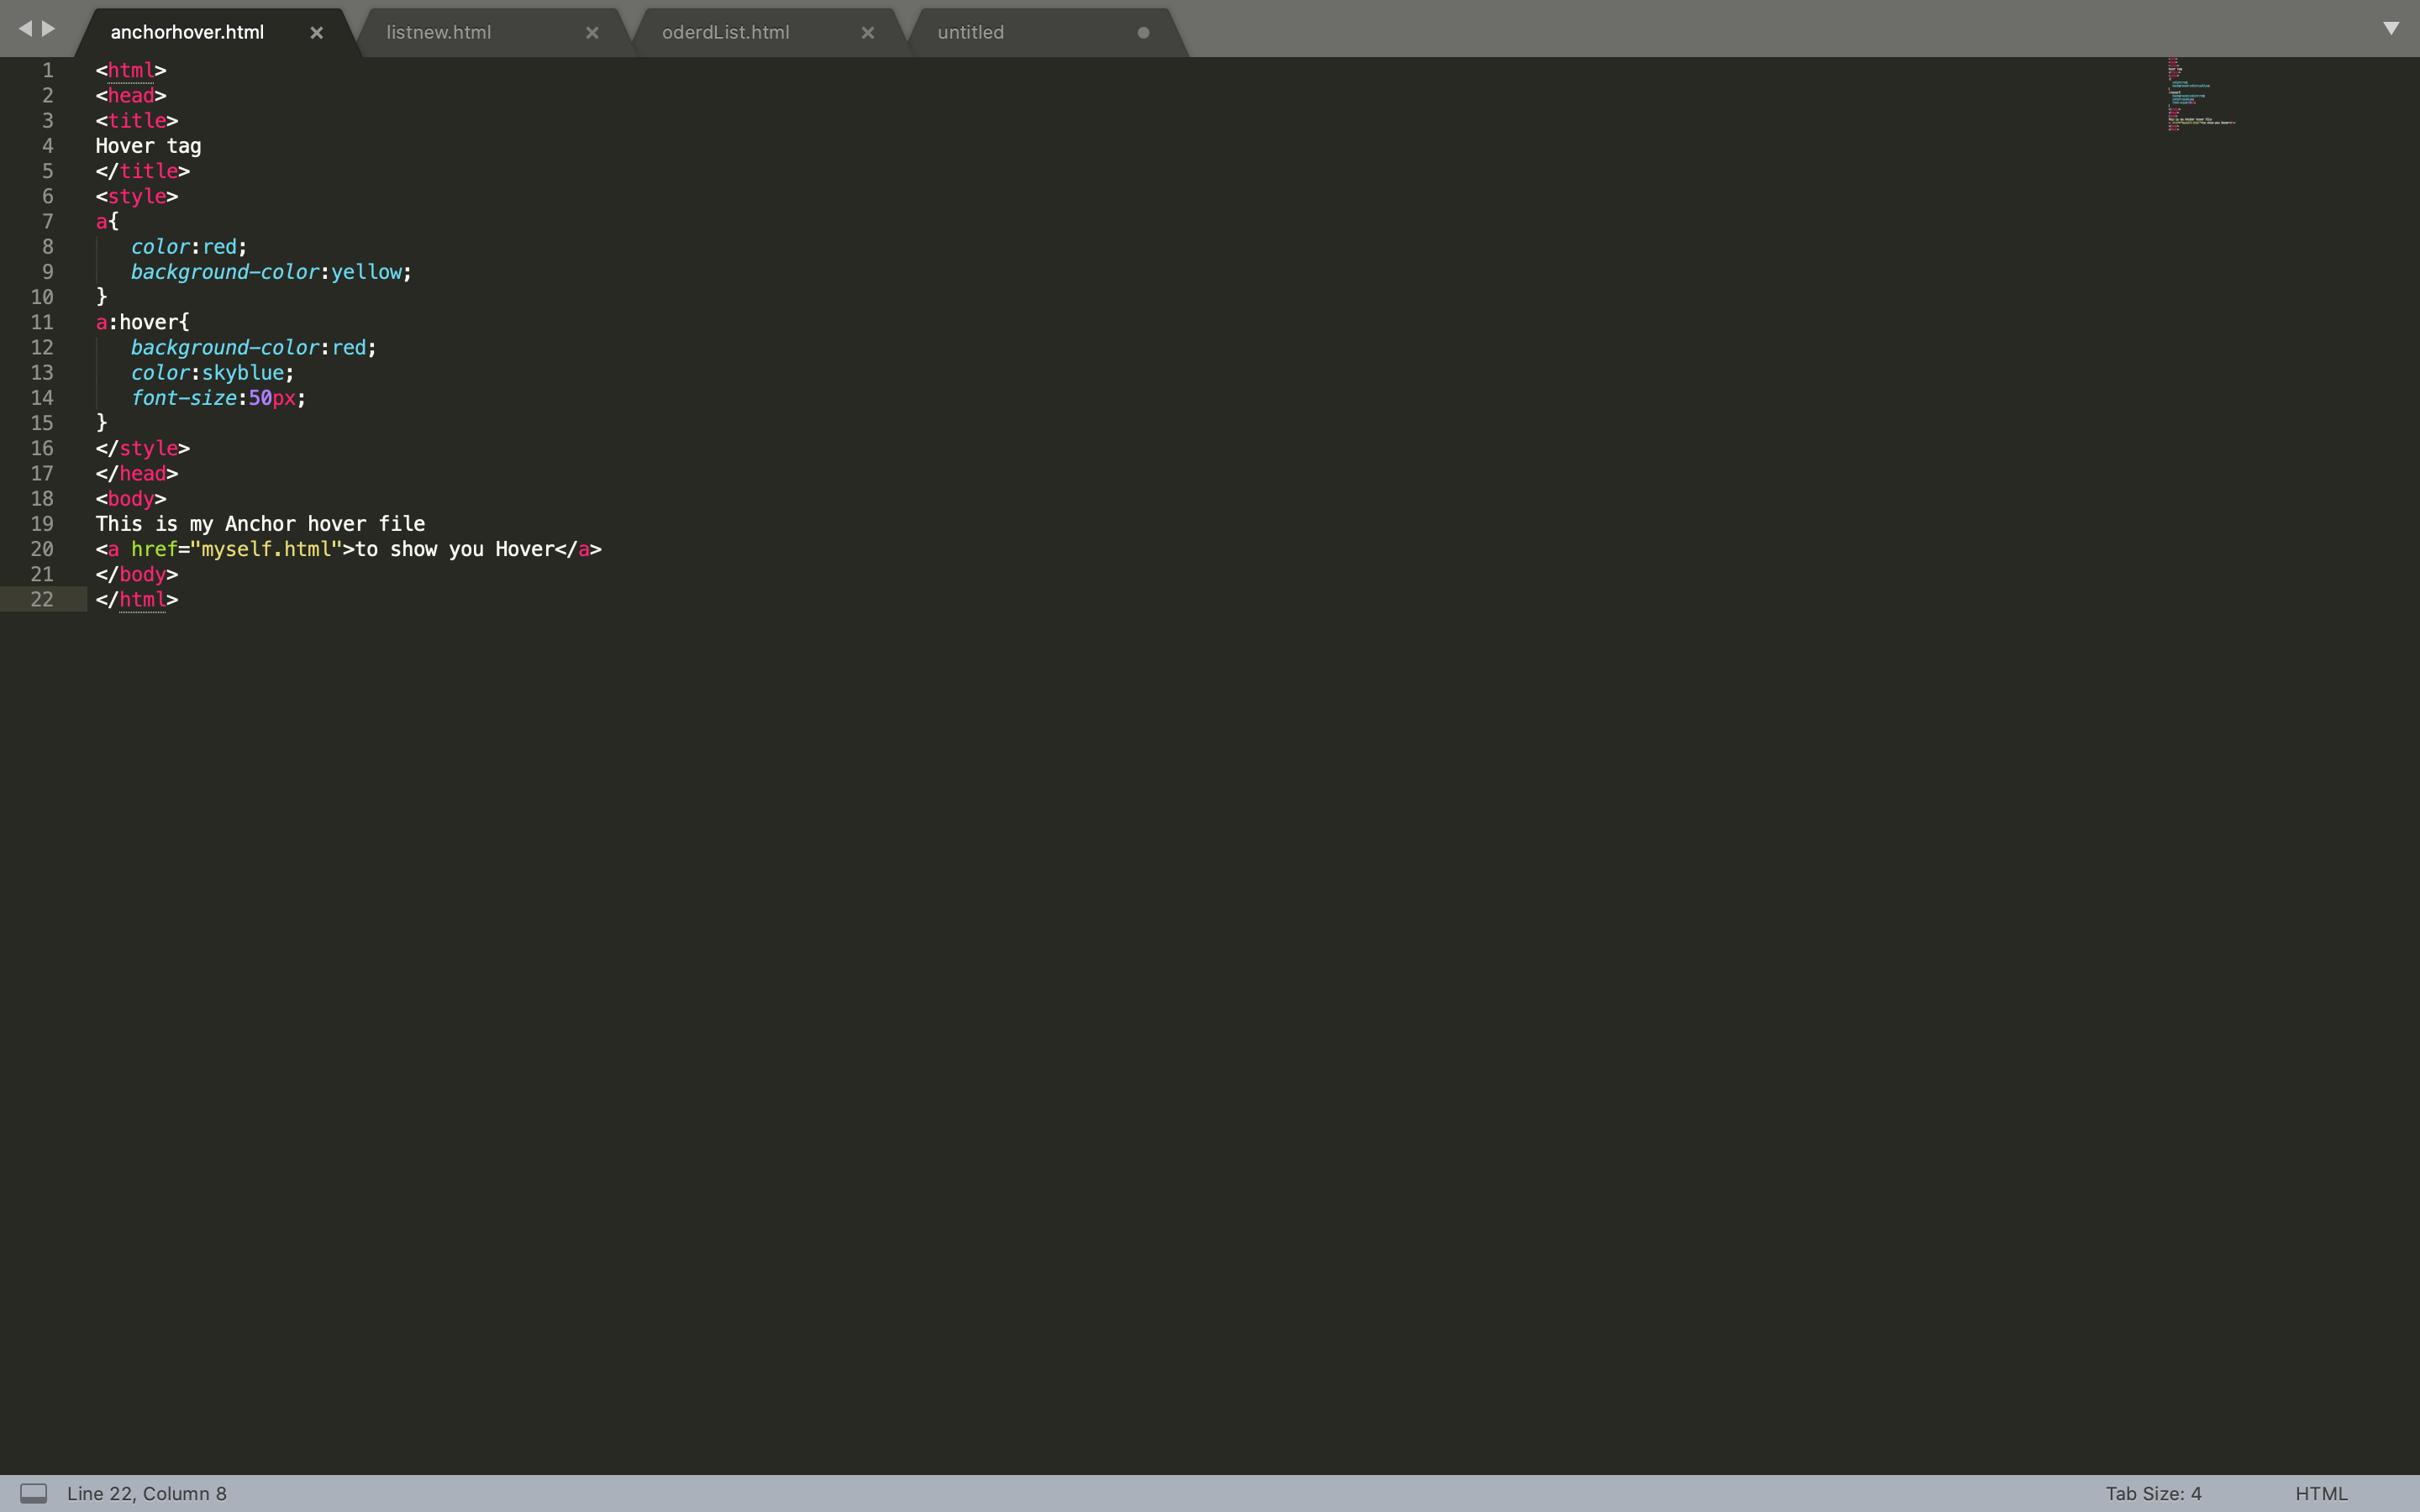 anchorhover.html × listnew.html × oderdList.html × untitled
1 <html>
2 <head>
3 <title>
4 Hover tag
5 </title>
6 <style>
7 a{
8    color:red;
9    background-color:yellow;
10 }
11 a:hover{
12    background-color:red;
13    color:skyblue;
14    font-size:50px;
15 }
16 </style>
17 </head>
18 <body>
19 This is my Anchor hover file
20 <a href="myself.html">to show you Hover</a>
21 </body>
22 </html>
Line 22, Column 8 Tab Size: 4 HTML